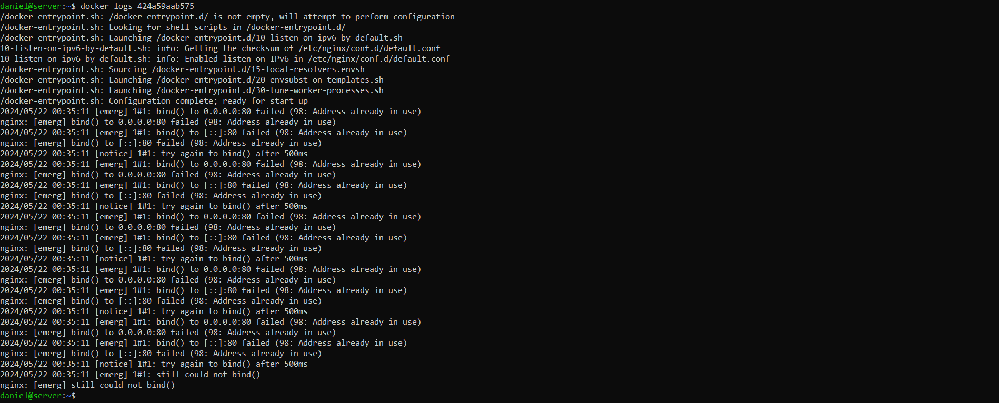 daniel@server:~$ docker logs 424a59aab575
/docker-entrypoint.sh: /docker-entrypoint.d/ is not empty, will attempt to perform configuration
/docker-entrypoint.sh: Looking for shell scripts in /docker-entrypoint.d/
/docker-entrypoint.sh: Launching /docker-entrypoint.d/10-listen-on-ipv6-by-default.sh
10-listen-on-ipv6-by-default.sh: info: Getting the checksum of /etc/nginx/conf.d/default.conf
10-listen-on-ipv6-by-default.sh: info: Enabled listen on IPv6 in /etc/nginx/conf.d/default.conf
/docker-entrypoint.sh: Sourcing /docker-entrypoint.d/15-local-resolvers.envsh
/docker-entrypoint.sh: Launching /docker-entrypoint.d/20-envsubst-on-templates.sh
/docker-entrypoint.sh: Launching /docker-entrypoint.d/30-tune-worker-processes.sh
/docker-entrypoint.sh: Configuration complete; ready for start up
2024/05/22 00:35:11 [emerg] 1#1: bind() to 0.0.0.0:80 failed (98: Address already in use)
nginx: [emerg] bind() to 0.0.0.0:80 failed (98: Address already in use)
2024/05/22 00:35:11 [emerg] 1#1: bind() to [::]:80 failed (98: Address already in use)
nginx: [emerg] bind() to [::]:80 failed (98: Address already in use)
2024/05/22 00:35:11 [notice] 1#1: try again to bind() after 500ms
2024/05/22 00:35:11 [emerg] 1#1: bind() to 0.0.0.0:80 failed (98: Address already in use)
nginx: [emerg] bind() to 0.0.0.0:80 failed (98: Address already in use)
2024/05/22 00:35:11 [emerg] 1#1: bind() to [::]:80 failed (98: Address already in use)
nginx: [emerg] bind() to [::]:80 failed (98: Address already in use)
2024/05/22 00:35:11 [notice] 1#1: try again to bind() after 500ms
2024/05/22 00:35:11 [emerg] 1#1: bind() to 0.0.0.0:80 failed (98: Address already in use)
nginx: [emerg] bind() to 0.0.0.0:80 failed (98: Address already in use)
2024/05/22 00:35:11 [emerg] 1#1: bind() to [::]:80 failed (98: Address already in use)
nginx: [emerg] bind() to [::]:80 failed (98: Address already in use)
2024/05/22 00:35:11 [notice] 1#1: try again to bind() after 500ms
2024/05/22 00:35:11 [emerg] 1#1: bind() to 0.0.0.0:80 failed (98: Address already in use)
nginx: [emerg] bind() to 0.0.0.0:80 failed (98: Address already in use)
2024/05/22 00:35:11 [emerg] 1#1: bind() to [::]:80 failed (98: Address already in use)
nginx: [emerg] bind() to [::]:80 failed (98: Address already in use)
2024/05/22 00:35:11 [notice] 1#1: try again to bind() after 500ms
2024/05/22 00:35:11 [emerg] 1#1: bind() to 0.0.0.0:80 failed (98: Address already in use)
nginx: [emerg] bind() to 0.0.0.0:80 failed (98: Address already in use)
2024/05/22 00:35:11 [emerg] 1#1: bind() to [::]:80 failed (98: Address already in use)
nginx: [emerg] bind() to [::]:80 failed (98: Address already in use)
2024/05/22 00:35:11 [notice] 1#1: try again to bind() after 500ms
2024/05/22 00:35:11 [emerg] 1#1: still could not bind()
nginx: [emerg] still could not bind()
daniel@server:~$